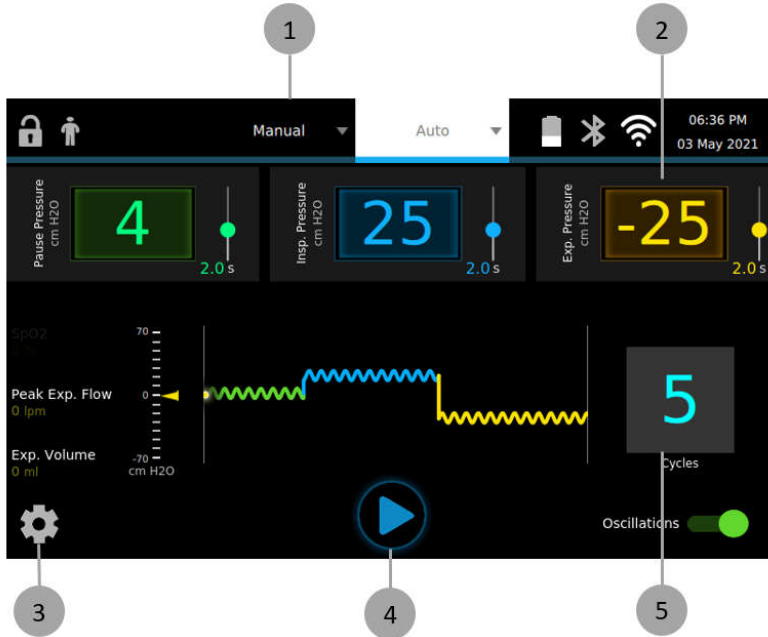 1
2
Manual
Auto
06:36 PM
03 May 2021
Pause Pressure
cm H2O
4
2.0 s
Insp. Pressure
cm H2O
25
2.0 s
Exp. Pressure
cm H2O
-25
2.0 s
SpO2
70
Peak Exp. Flow
0
0 lpm
Exp. Volume
-70
0 ml
cm H2O
5
Cycles
Oscillations
3
4
5